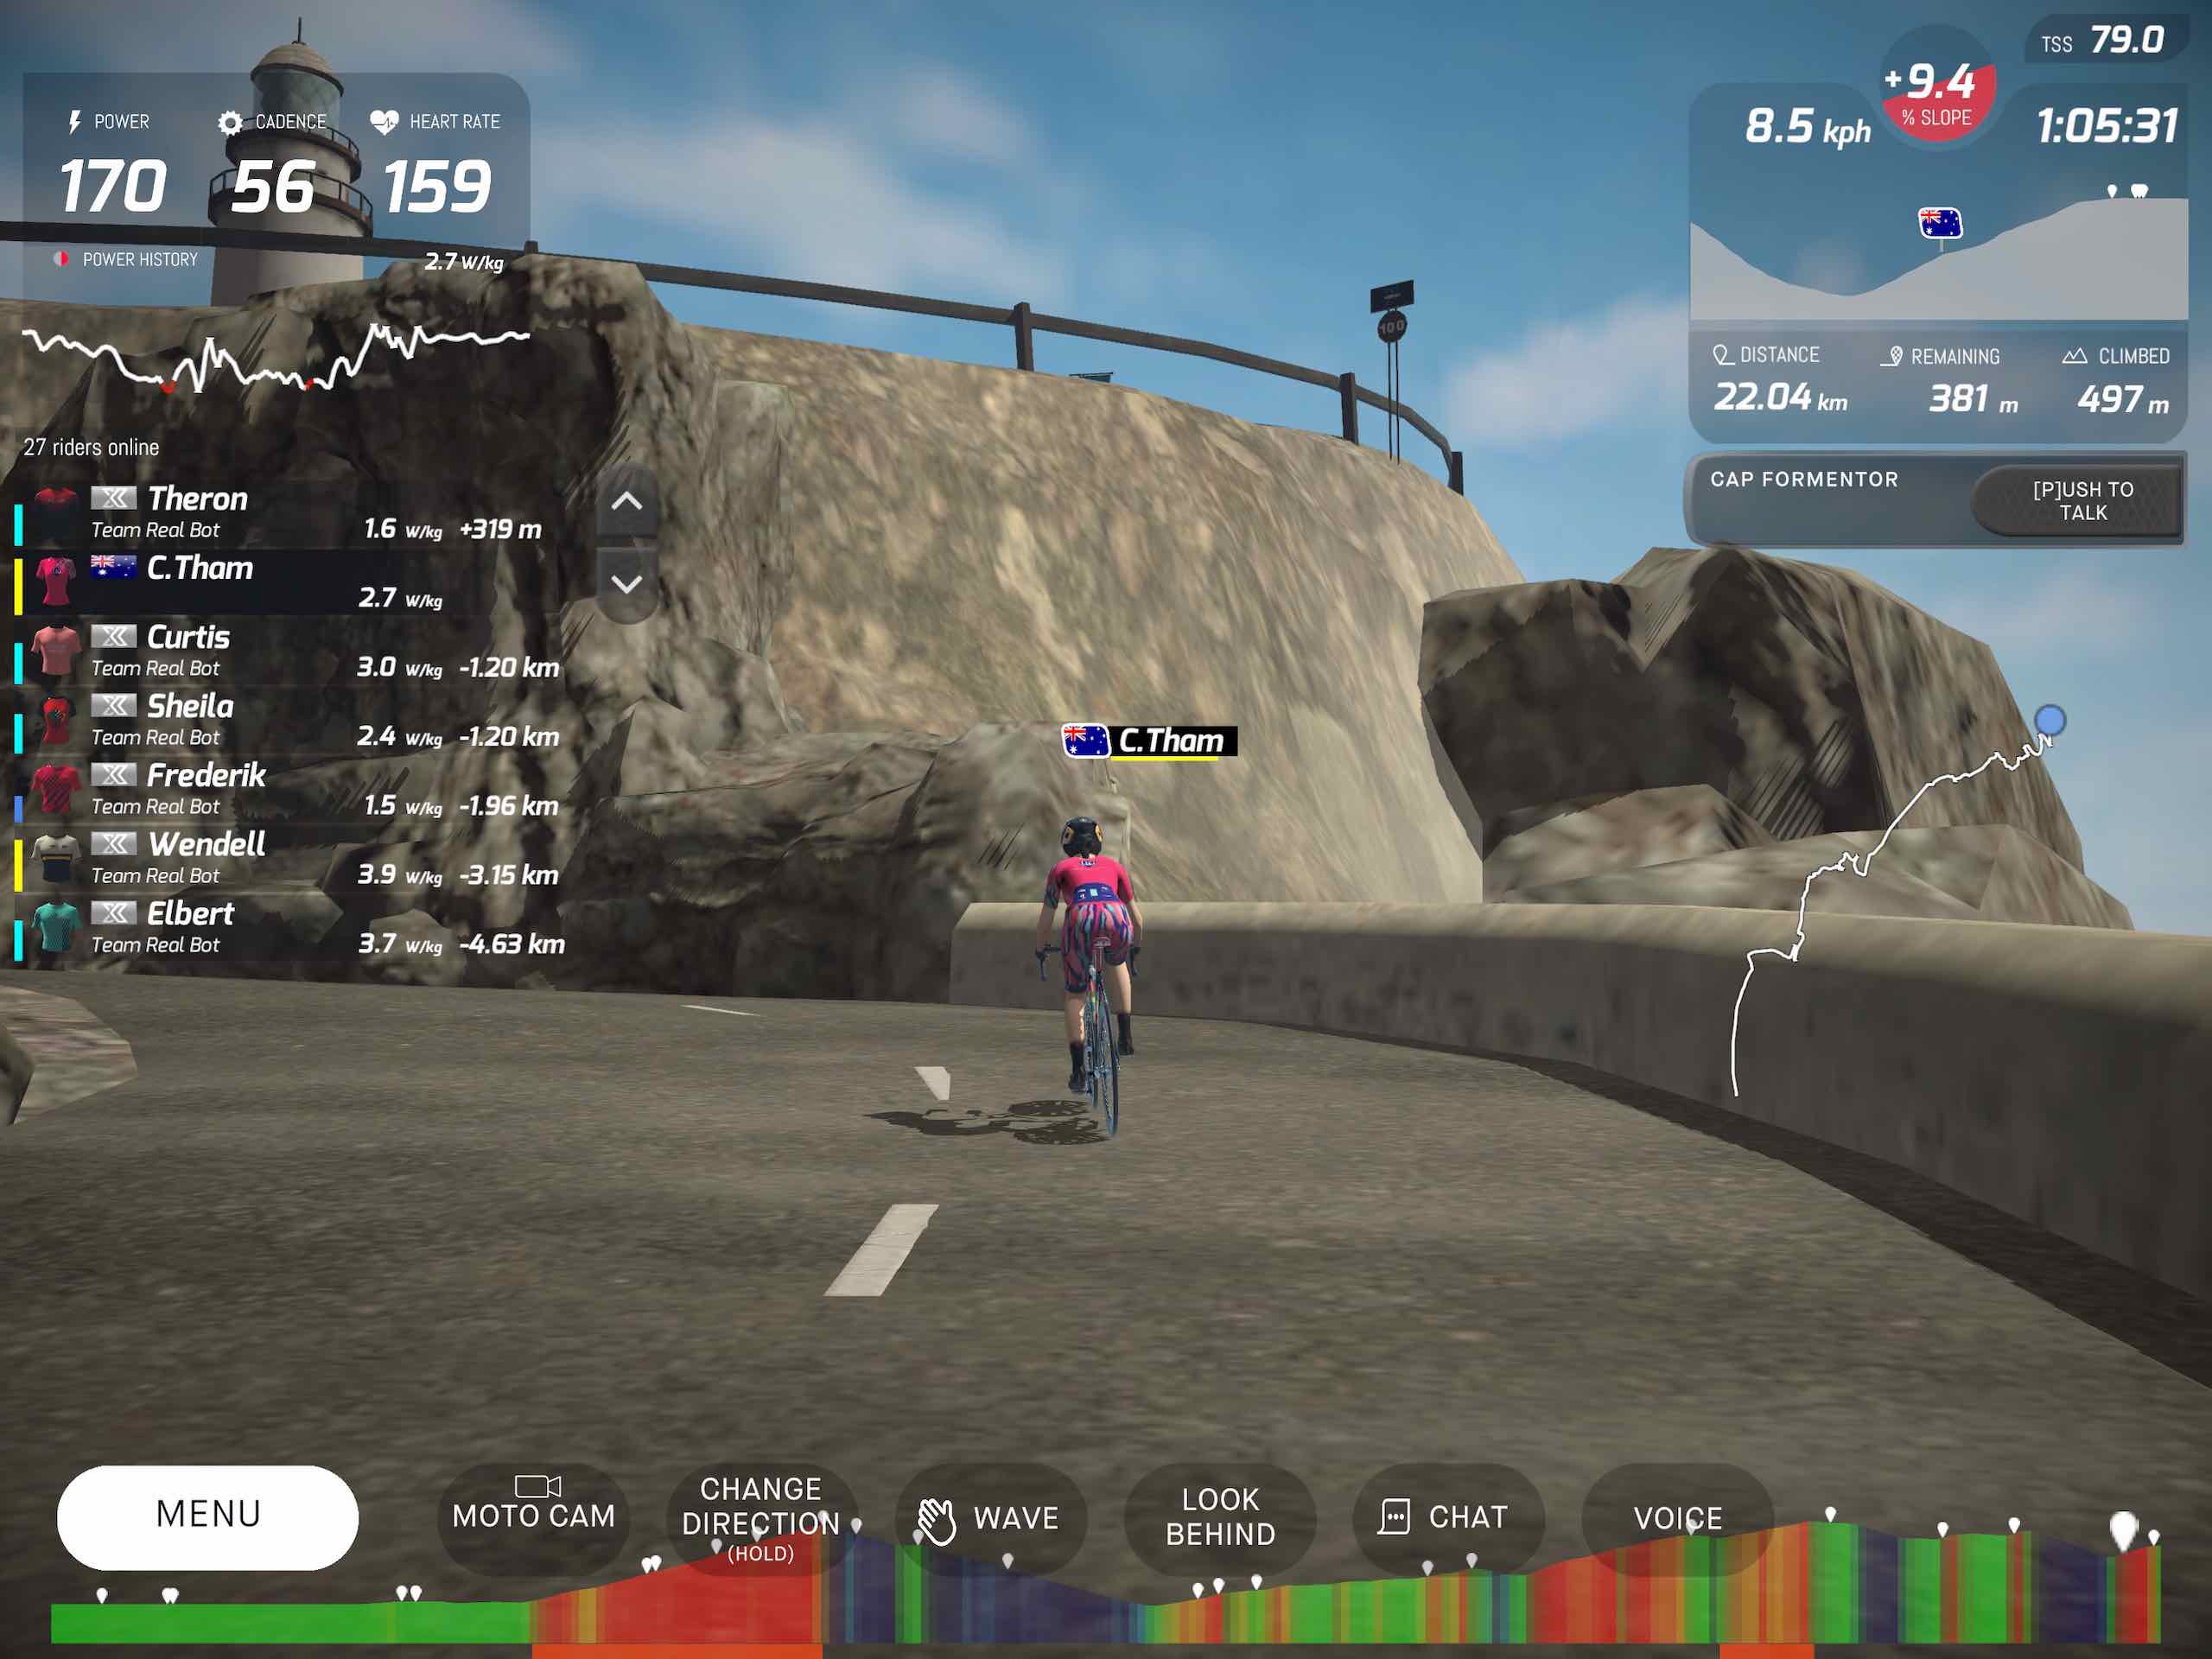 POWER CADENCE HEART RATE
170 56 159
POWER HISTORY 2.7 W/kg
27 riders online
Theron
Team Real Bot 1.6 W/kg +319 m
C.Tham
2.7 W/kg
Curtis
Team Real Bot 3.0 W/kg -1.20 km
Sheila
Team Real Bot 2.4 W/kg -1.20 km
Frederik
Team Real Bot 1.5 W/kg -1.96 km
Wendell
Team Real Bot 3.9 W/kg -3.15 km
Elbert
Team Real Bot 3.7 W/kg -4.63 km
TSS 79.0
+9.4
% SLOPE
8.5 kph
1:05:31
DISTANCE REMAINING CLIMBED
22.04 km 381 m 497 m
CAP FORMENTOR
[P]USH TO
TALK
100
C.Tham
MENU
MOTO CAM
CHANGE
DIRECTION
(HOLD)
WAVE
LOOK
BEHIND
CHAT
VOICE